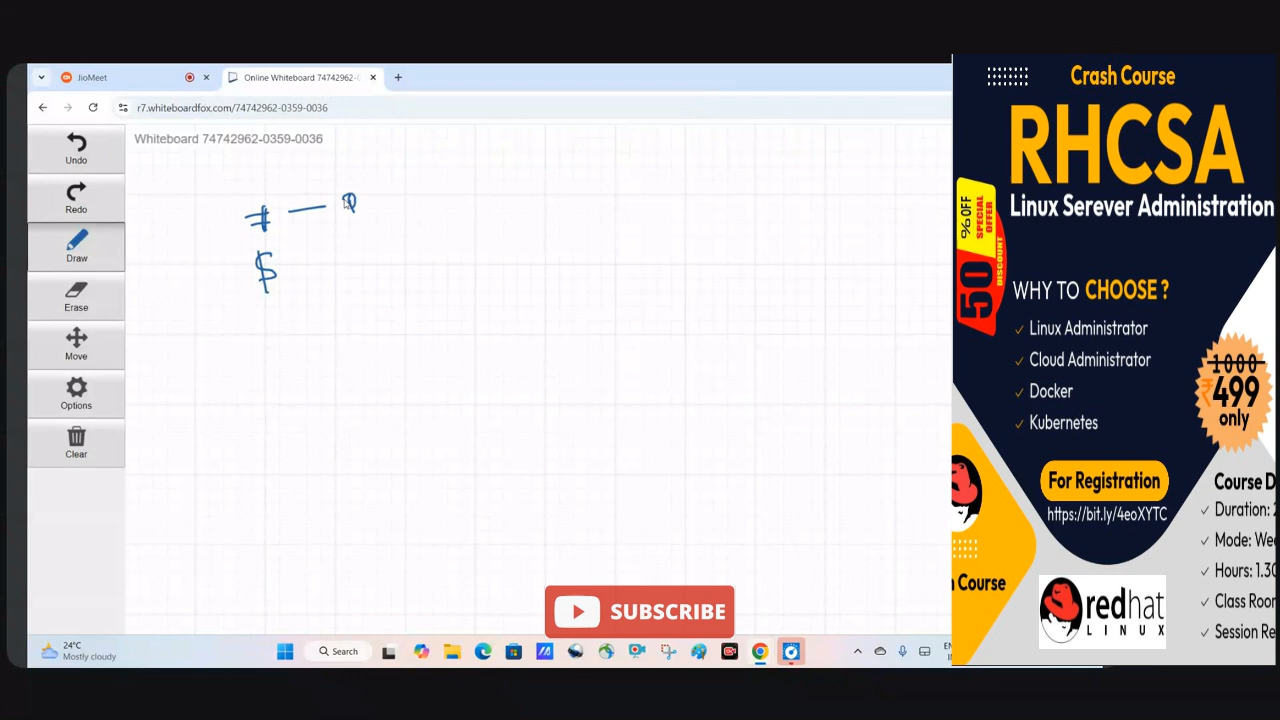 JioMeet
Online Whiteboard 74742962-0
r7.whiteboardfox.com/74742962-0359-0036
Whiteboard 74742962-0359-0036
Undo
Redo
Draw
Erase
Move
Options
Clear
# —
$
SUBSCRIBE
24°C
Mostly cloudy
Search
Crash Course
RHCSA
Linux Serever Administration
50 %OFF
SPECIAL OFFER
DISCOUNT
WHY TO CHOOSE ?
✓ Linux Administrator
✓ Cloud Administrator
✓ Docker
✓ Kubernetes
1000
₹499
only
For Registration
https://bit.ly/4eoXYTC
Course D
✓ Duration:
✓ Mode: We
✓ Hours: 1.30
✓ Class Roor
✓ Session Re
Course
redhat
LINUX